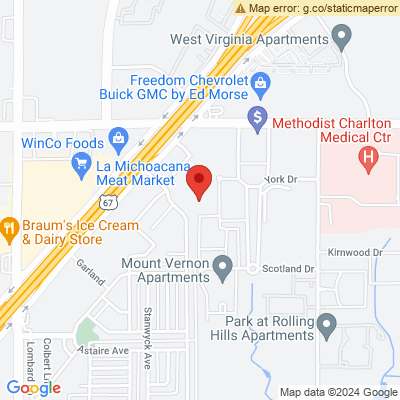 Map error: g.co/staticmaperror
West Virginia Apartments
Freedom Chevrolet
Buick GMC by Ed Morse
Methodist Charlton
Medical Ctr
WinCo Foods
La Michoacana
Meat Market
York Dr
67
Braum's Ice Cream
& Dairy Store
Kirnwood Dr
Garland
Mount Vernon
Apartments
Scotland Dr
Stanwyck Ave
Park at Rolling
Hills Apartments
Astaire Ave
Colbert Ln
Lombard
Google
Map data ©2024 Google